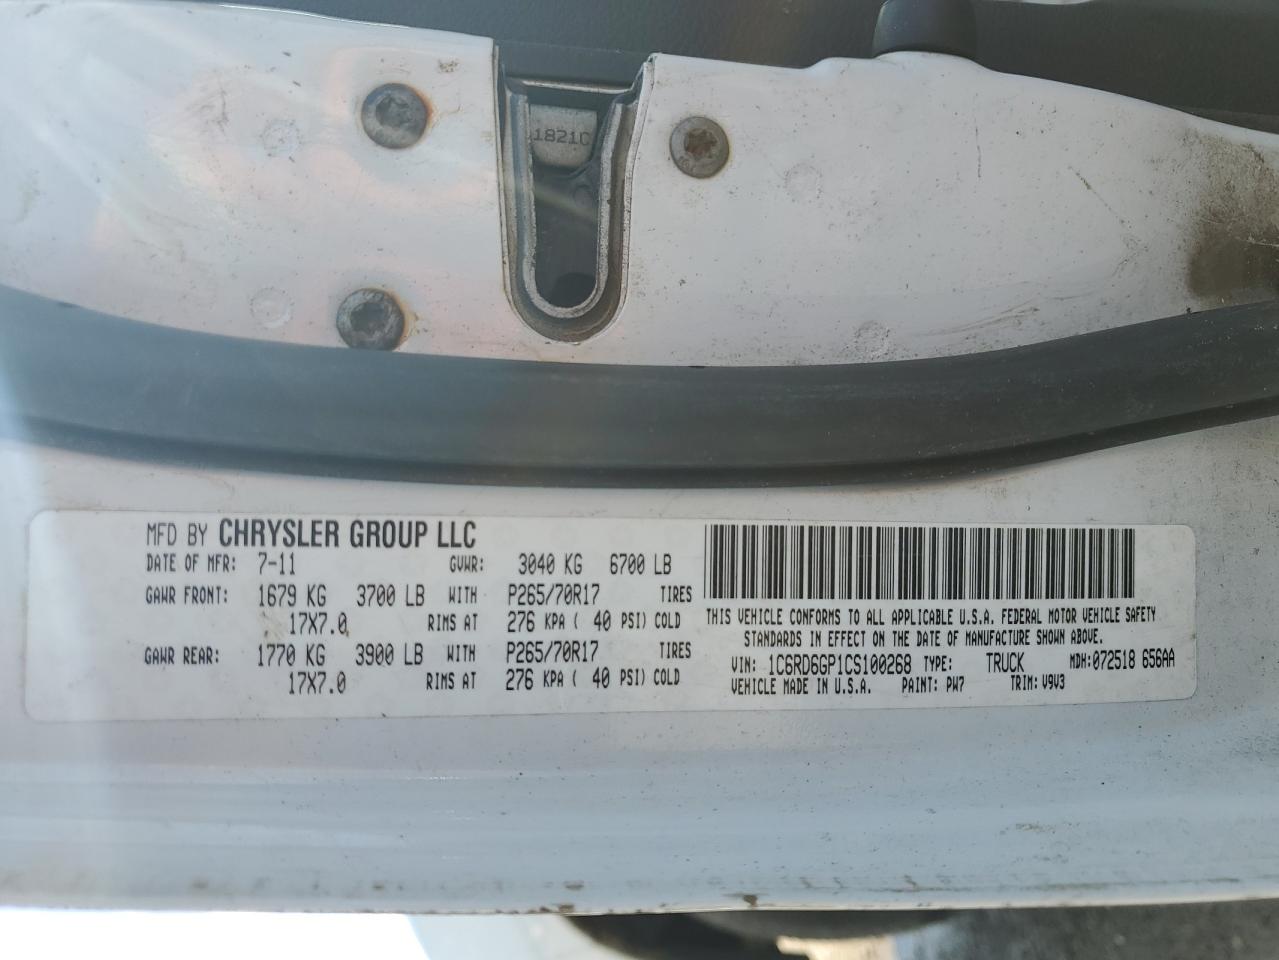 1821C
MFD BY CHRYSLER GROUP LLC
DATE OF MFR: 7-11 GVWR: 3040 KG 6700 LB
GAWR FRONT: 1679 KG 3700 LB WITH P265/70R17 TIRES
17X7.0 RIMS AT 276 KPA ( 40 PSI) COLD
GAWR REAR: 1770 KG 3900 LB WITH P265/70R17 TIRES
17X7.0 RIMS AT 276 KPA ( 40 PSI) COLD
THIS VEHICLE CONFORMS TO ALL APPLICABLE U.S.A. FEDERAL MOTOR VEHICLE SAFETY
STANDARDS IN EFFECT ON THE DATE OF MANUFACTURE SHOWN ABOVE.
VIN: 1C6RD6GP1CS100268 TYPE: TRUCK MDH:072518 656AA
VEHICLE MADE IN U.S.A. PAINT: PW7 TRIM: V9V3